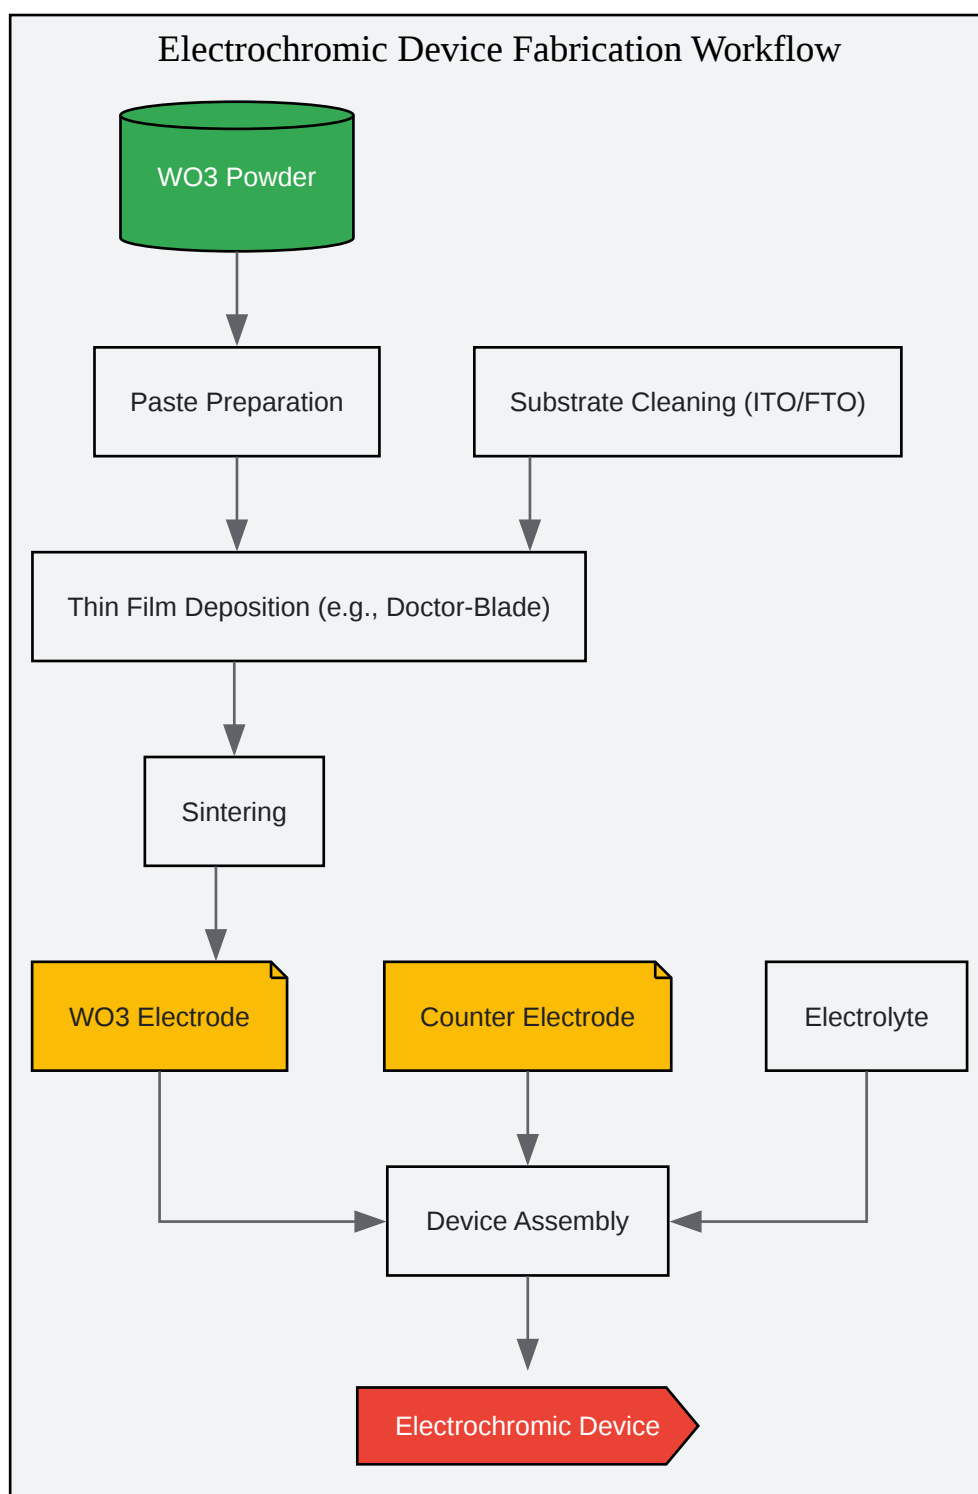 Electrochromic Device Fabrication Workflow
WO3 Powder
Paste Preparation
Substrate Cleaning (ITO/FTO)
Thin Film Deposition (e.g., Doctor-Blade)
Sintering
WO3 Electrode
Counter Electrode
Electrolyte
Device Assembly
Electrochromic Device